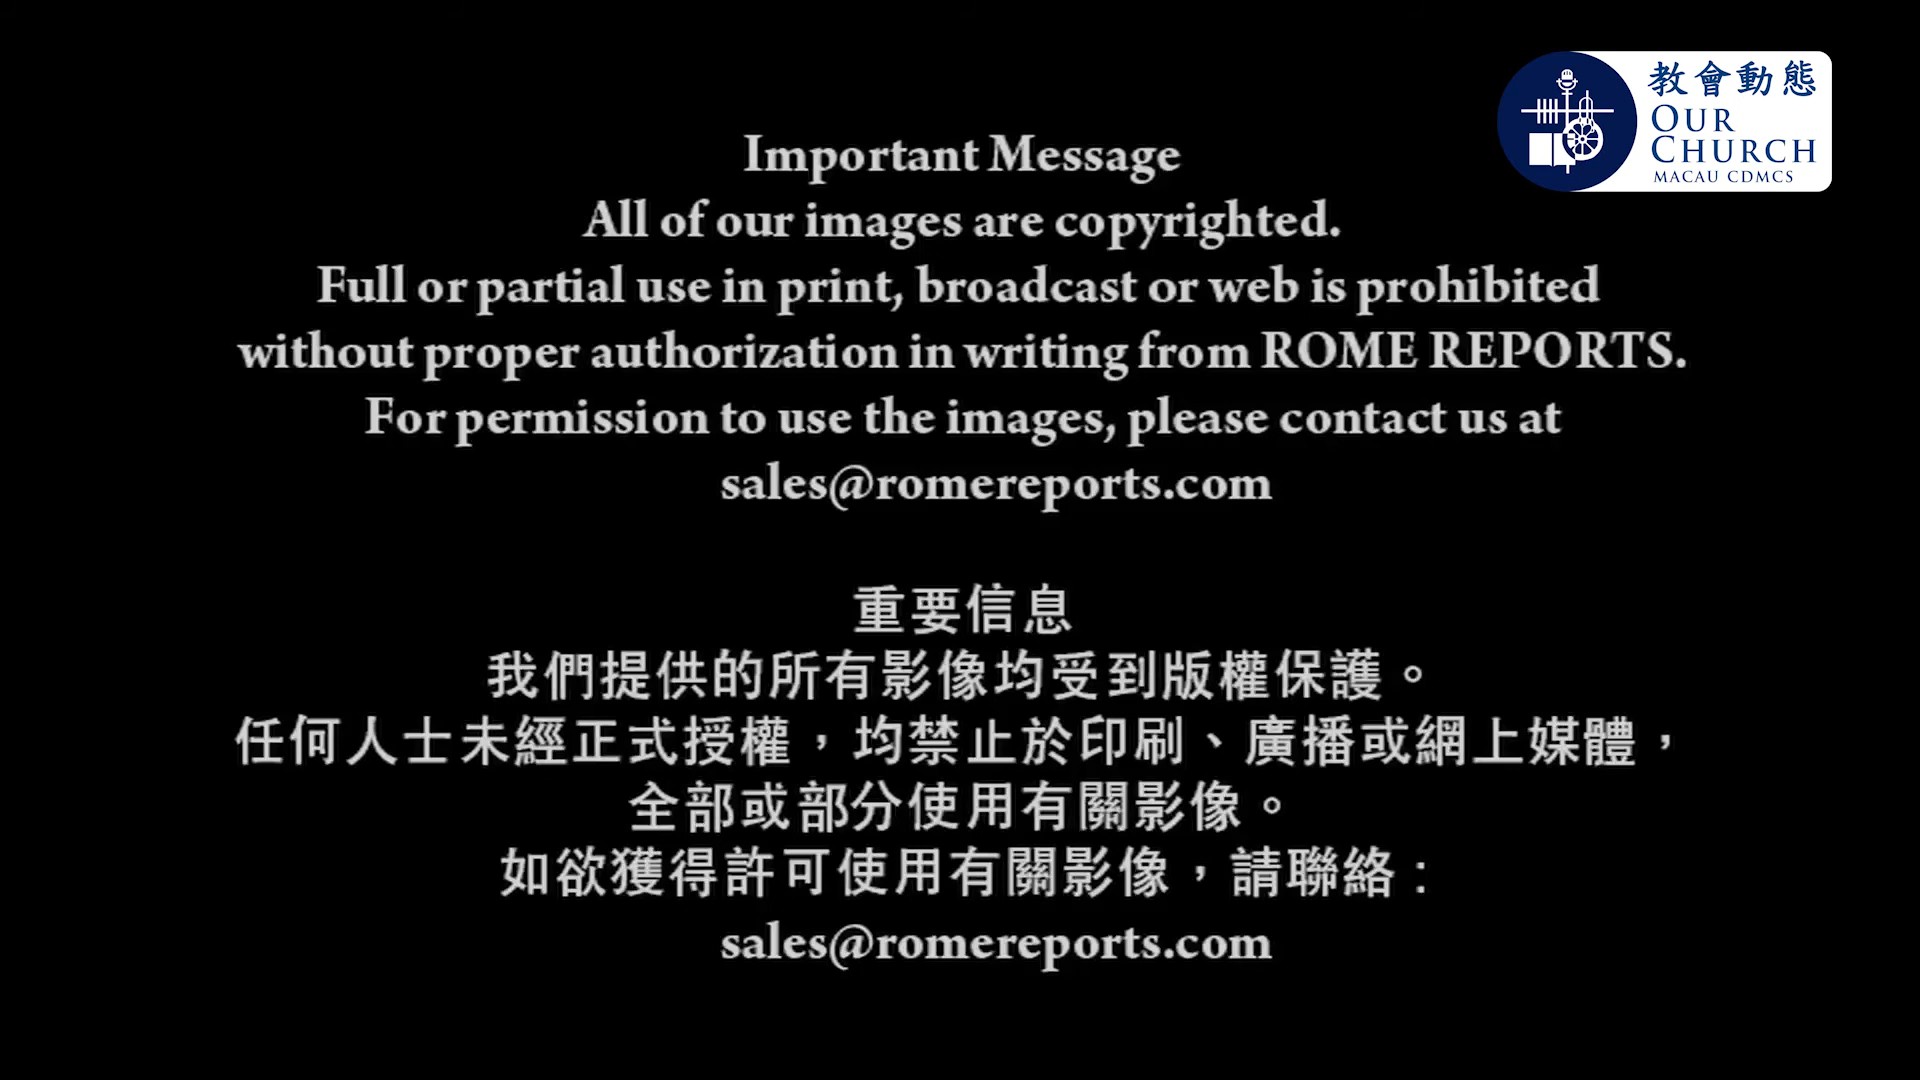 教會動態
OUR
CHURCH
MACAU CDMCS
Important Message
All of our images are copyrighted.
Full or partial use in print, broadcast or web is prohibited
without proper authorization in writing from ROME REPORTS.
For permission to use the images, please contact us at
sales@romereports.com
重要信息
我們提供的所有影像均受到版權保護。
任何人士未經正式授權，均禁止於印刷、廣播或網上媒體，
全部或部分使用有關影像。
如欲獲得許可使用有關影像，請聯絡：
sales@romereports.com